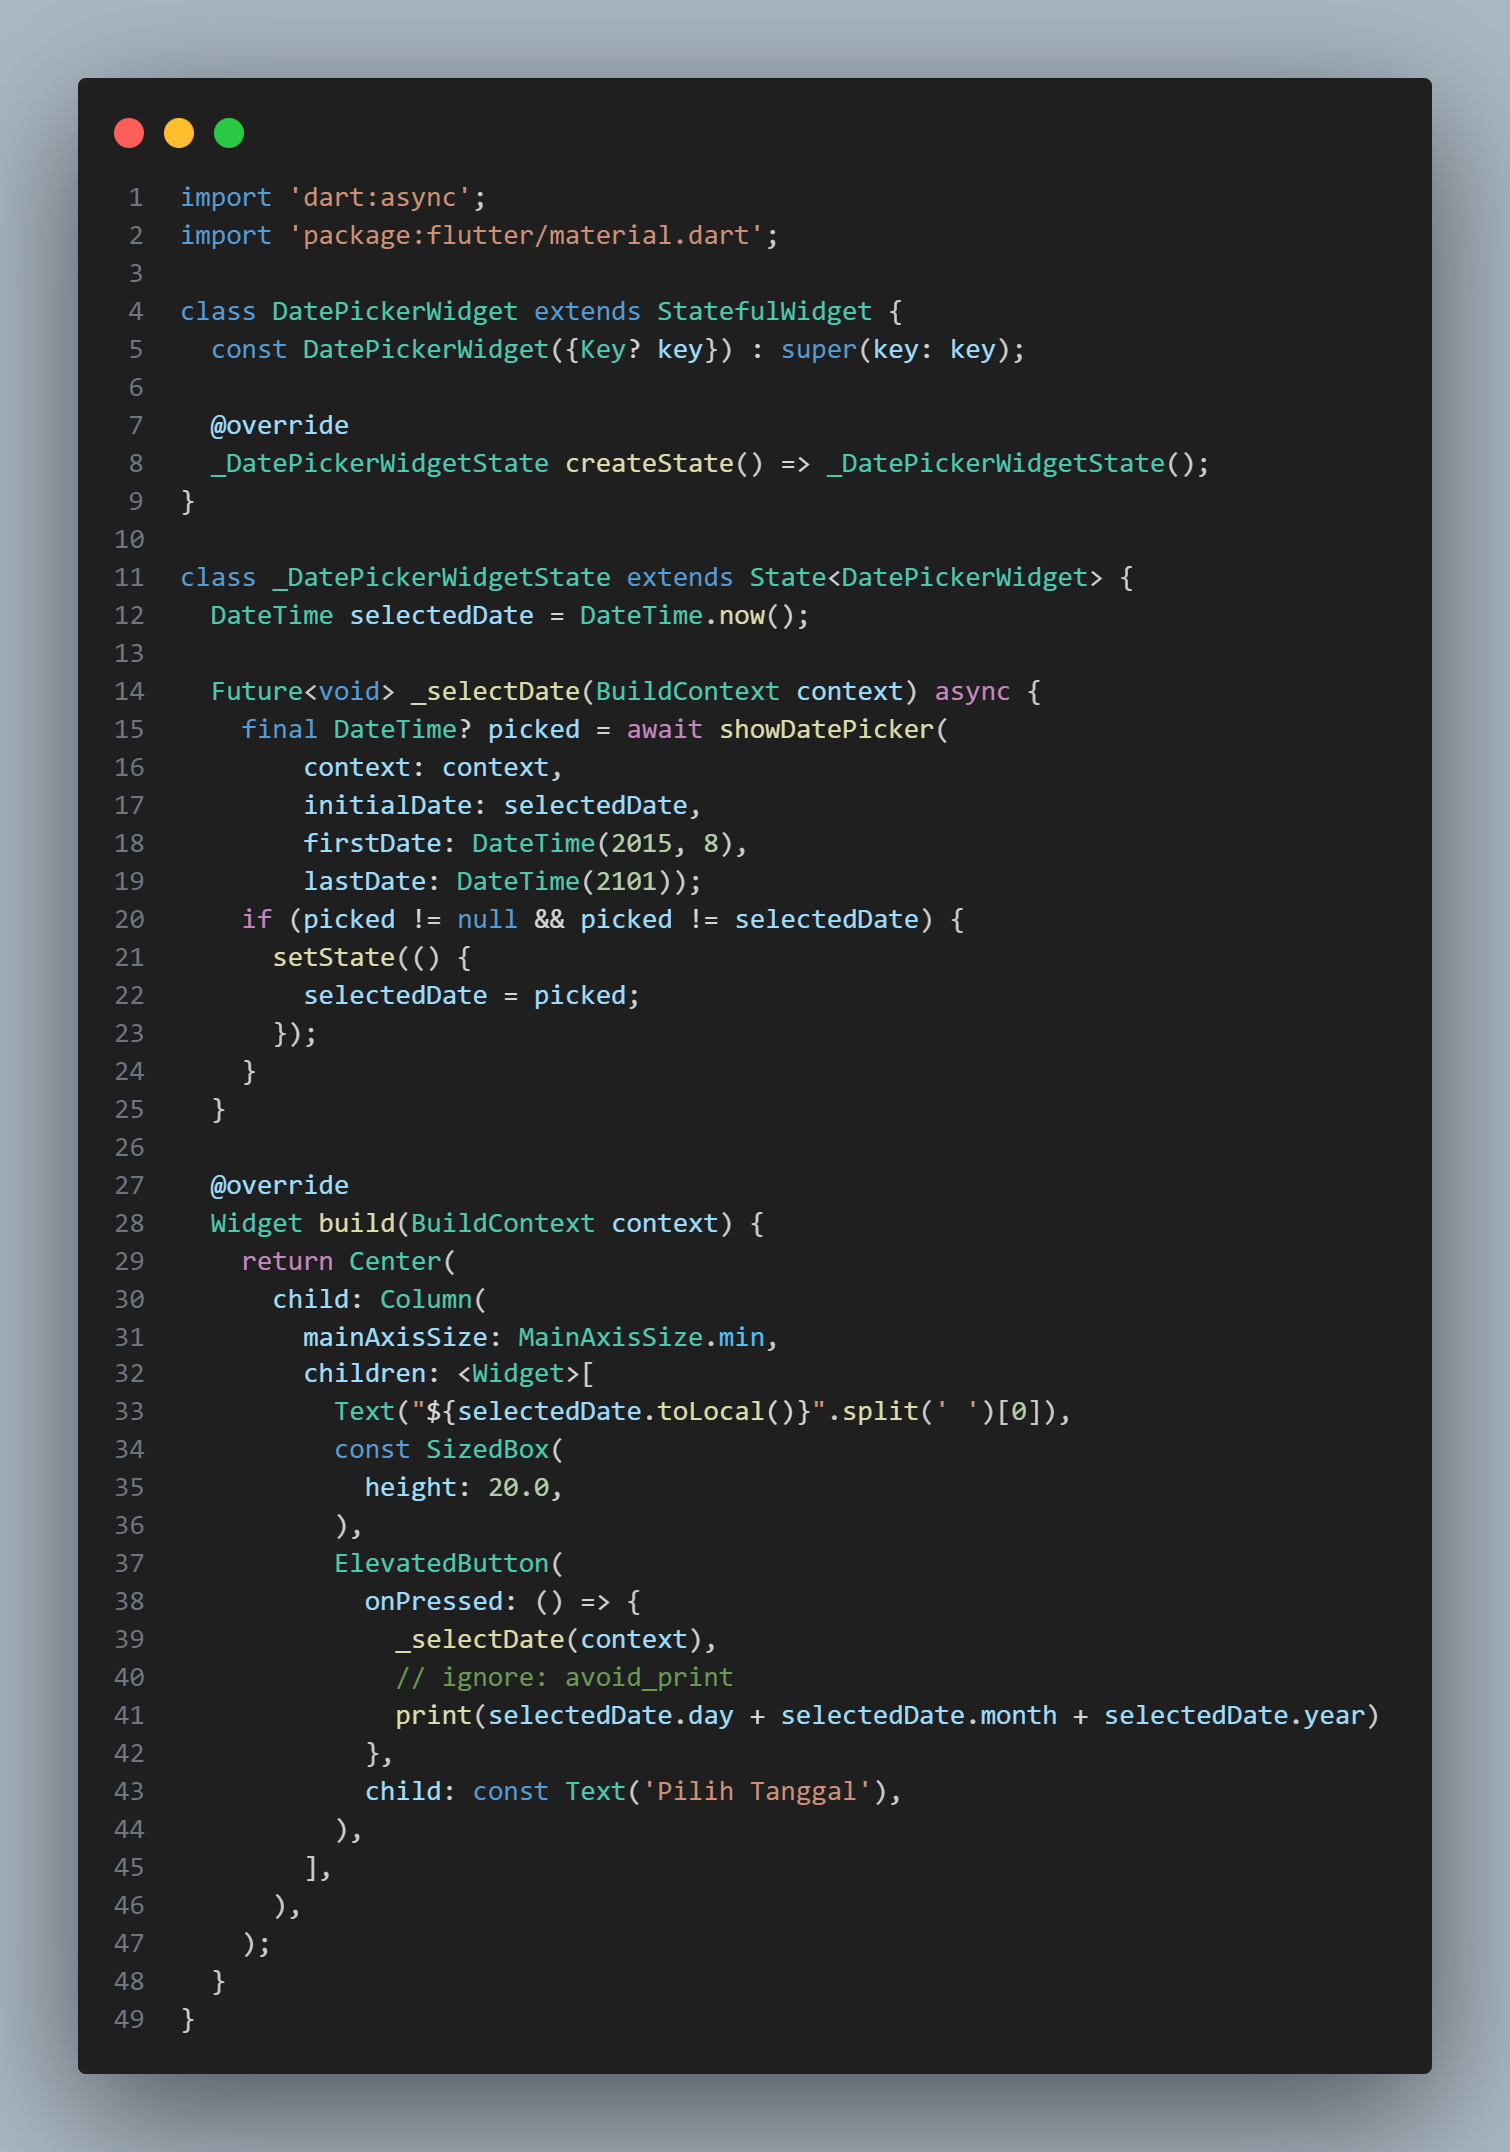 1 import 'dart:async';
2 import 'package:flutter/material.dart';
3
4 class DatePickerWidget extends StatefulWidget {
5   const DatePickerWidget({Key? key}) : super(key: key);
6
7   @override
8   _DatePickerWidgetState createState() => _DatePickerWidgetState();
9 }
10
11 class _DatePickerWidgetState extends State<DatePickerWidget> {
12   DateTime selectedDate = DateTime.now();
13
14   Future<void> _selectDate(BuildContext context) async {
15     final DateTime? picked = await showDatePicker(
16         context: context,
17         initialDate: selectedDate,
18         firstDate: DateTime(2015, 8),
19         lastDate: DateTime(2101));
20     if (picked != null && picked != selectedDate) {
21       setState(() {
22         selectedDate = picked;
23       });
24     }
25   }
26
27   @override
28   Widget build(BuildContext context) {
29     return Center(
30       child: Column(
31         mainAxisSize: MainAxisSize.min,
32         children: <Widget>[
33           Text("${selectedDate.toLocal()}".split(' ')[0]),
34           const SizedBox(
35             height: 20.0,
36           ),
37           ElevatedButton(
38             onPressed: () => {
39               _selectDate(context),
40               // ignore: avoid_print
41               print(selectedDate.day + selectedDate.month + selectedDate.year)
42             },
43             child: const Text('Pilih Tanggal'),
44           ),
45         ],
46       ),
47     );
48   }
49 }